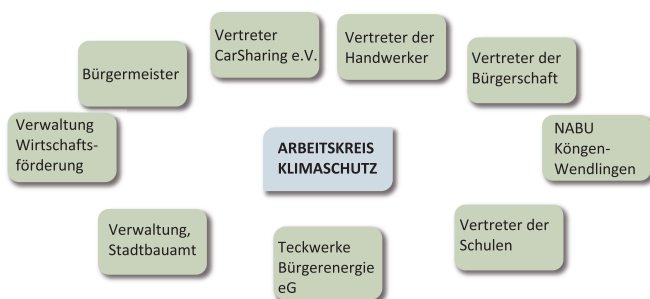 Vertreter
CarSharing e.V.
Vertreter der
Handwerker
Bürgermeister
Vertreter der
Bürgerschaft
Verwaltung
Wirtschafts-
förderung
NABU
Köngen-
Wendlingen
ARBEITSKREIS
KLIMASCHUTZ
Verwaltung,
Stadtbauamt
Teckwerke
Bürgerenergie
eG
Vertreter der
Schulen